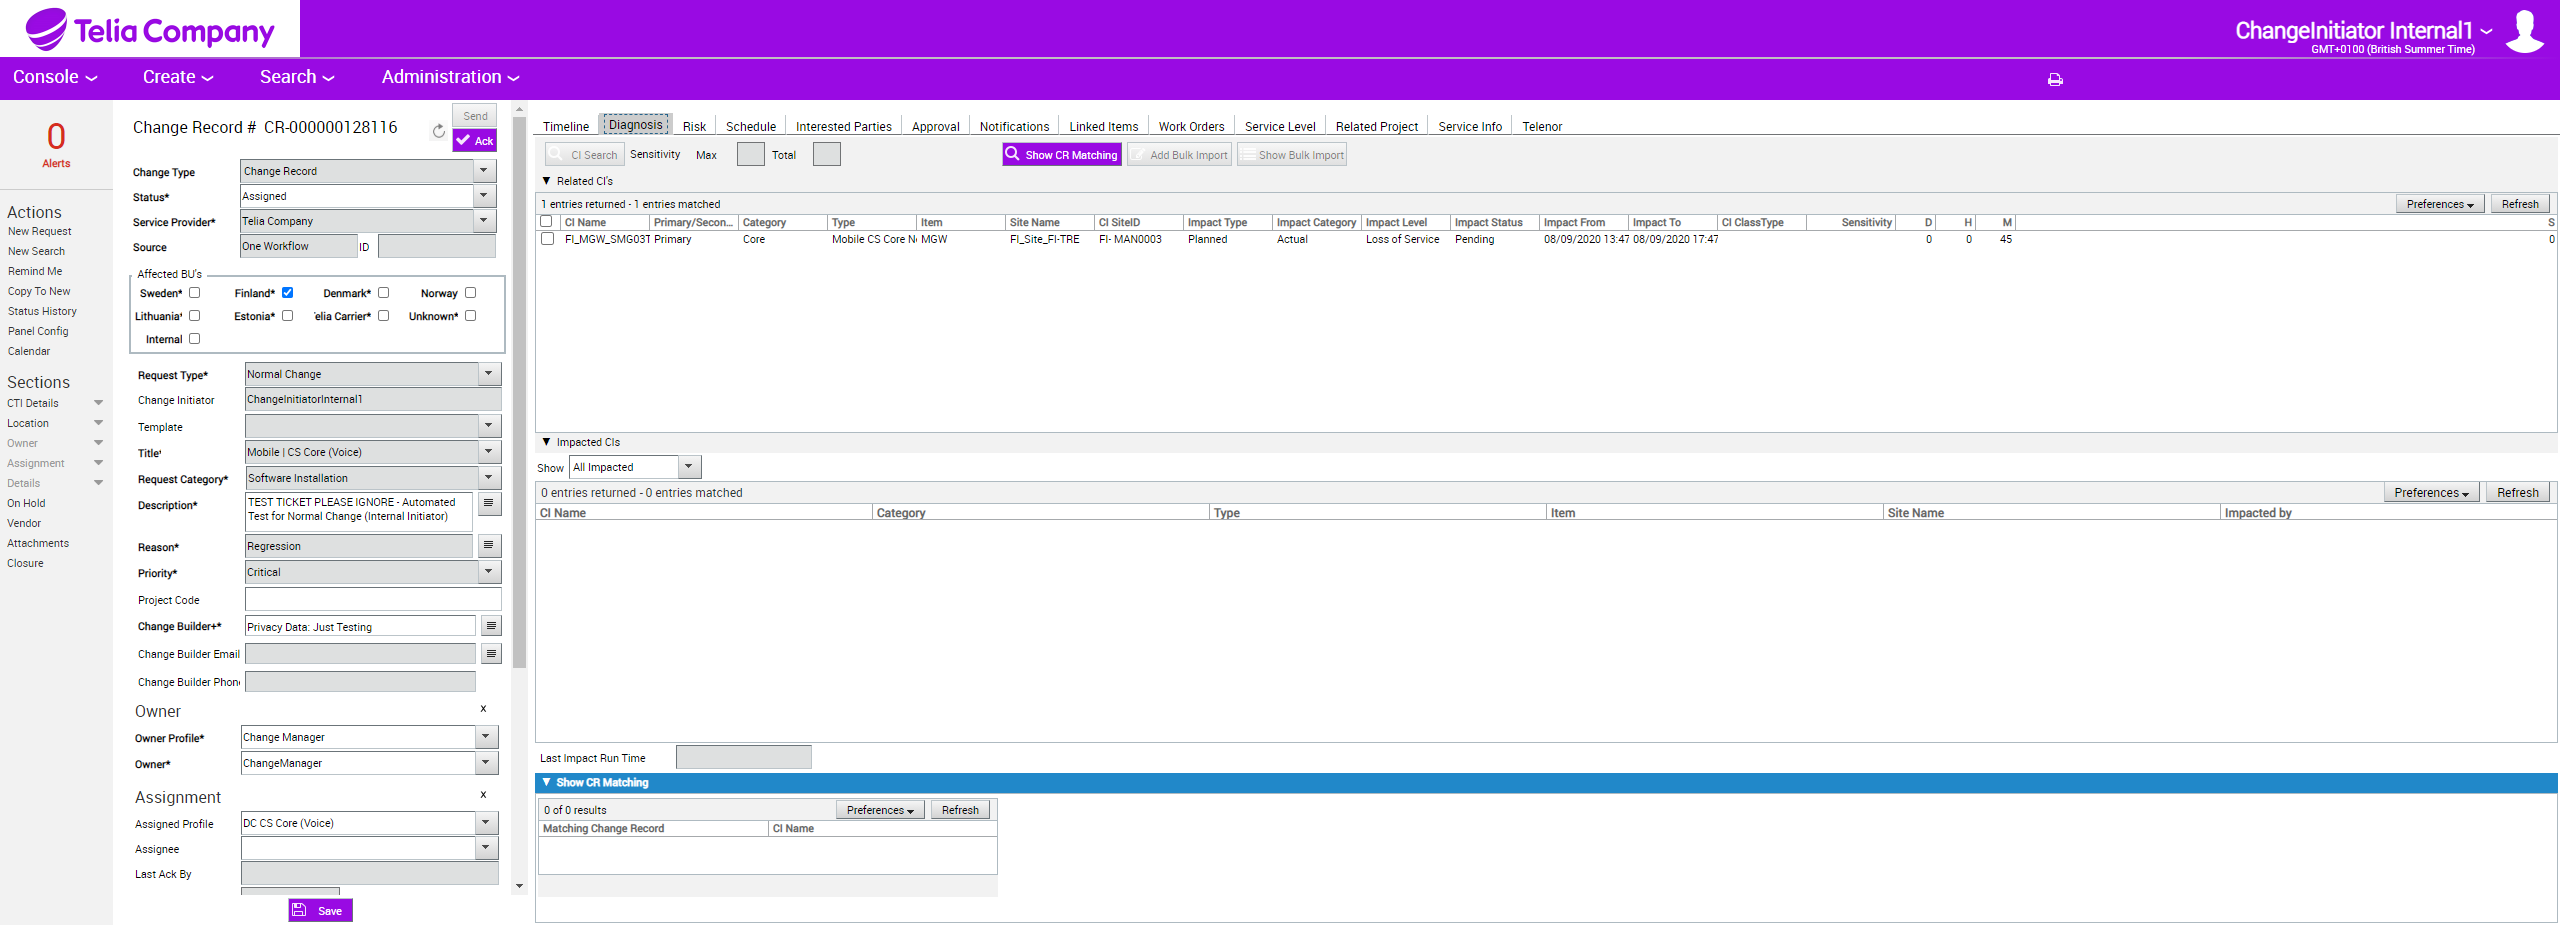 Telia Company
ChangeInitiator Internal1
GMT+0100 (British Summer Time)
Console Create Search Administration
0
Alerts
Actions
New Request
New Search
Remind Me
Copy To New
Status History
Panel Config
Calendar
Sections
CTI Details
Location
Owner
Assignment
Details
On Hold
Vendor
Attachments
Closure
Change Record # CR-000000128116
Send
Ack
Change Type Change Record
Status* Assigned
Service Provider* Telia Company
Source One Workflow ID
Affected BU's
Sweden* Finland* Denmark* Norway
Lithuania* Estonia* elia Carrier* Unknown*
Internal
Request Type* Normal Change
Change Initiator ChangeInitiatorInternal1
Template
Title* Mobile | CS Core (Voice)
Request Category* Software Installation
Description* TEST TICKET PLEASE IGNORE - Automated
Test for Normal Change (Internal Initiator)
Reason* Regression
Priority* Critical
Project Code
Change Builder+* Privacy Data: Just Testing
Change Builder Email
Change Builder Phon
Owner x
Owner Profile* Change Manager
Owner* ChangeManager
Assignment x
Assigned Profile DC CS Core (Voice)
Assignee
Last Ack By
Save
Timeline Diagnosis Risk Schedule Interested Parties Approval Notifications Linked Items Work Orders Service Level Related Project Service Info Telenor
CI Search Sensitivity Max Total Show CR Matching Add Bulk Import Show Bulk Import
Related CI's
1 entries returned - 1 entries matched Preferences Refresh
CI Name Primary/Secon... Category Type Item Site Name CI SiteID Impact Type Impact Category Impact Level Impact Status Impact From Impact To CI ClassType Sensitivity D H M S
FI_MGW_SMG03T Primary Core Mobile CS Core N MGW FI_Site_FI-TRE FI- MAN0003 Planned Actual Loss of Service Pending 08/09/2020 13:47 08/09/2020 17:47 0 0 45 0
Impacted CIs
Show All Impacted
0 entries returned - 0 entries matched Preferences Refresh
CI Name Category Type Item Site Name Impacted by
Last Impact Run Time
Show CR Matching
0 of 0 results Preferences Refresh
Matching Change Record CI Name